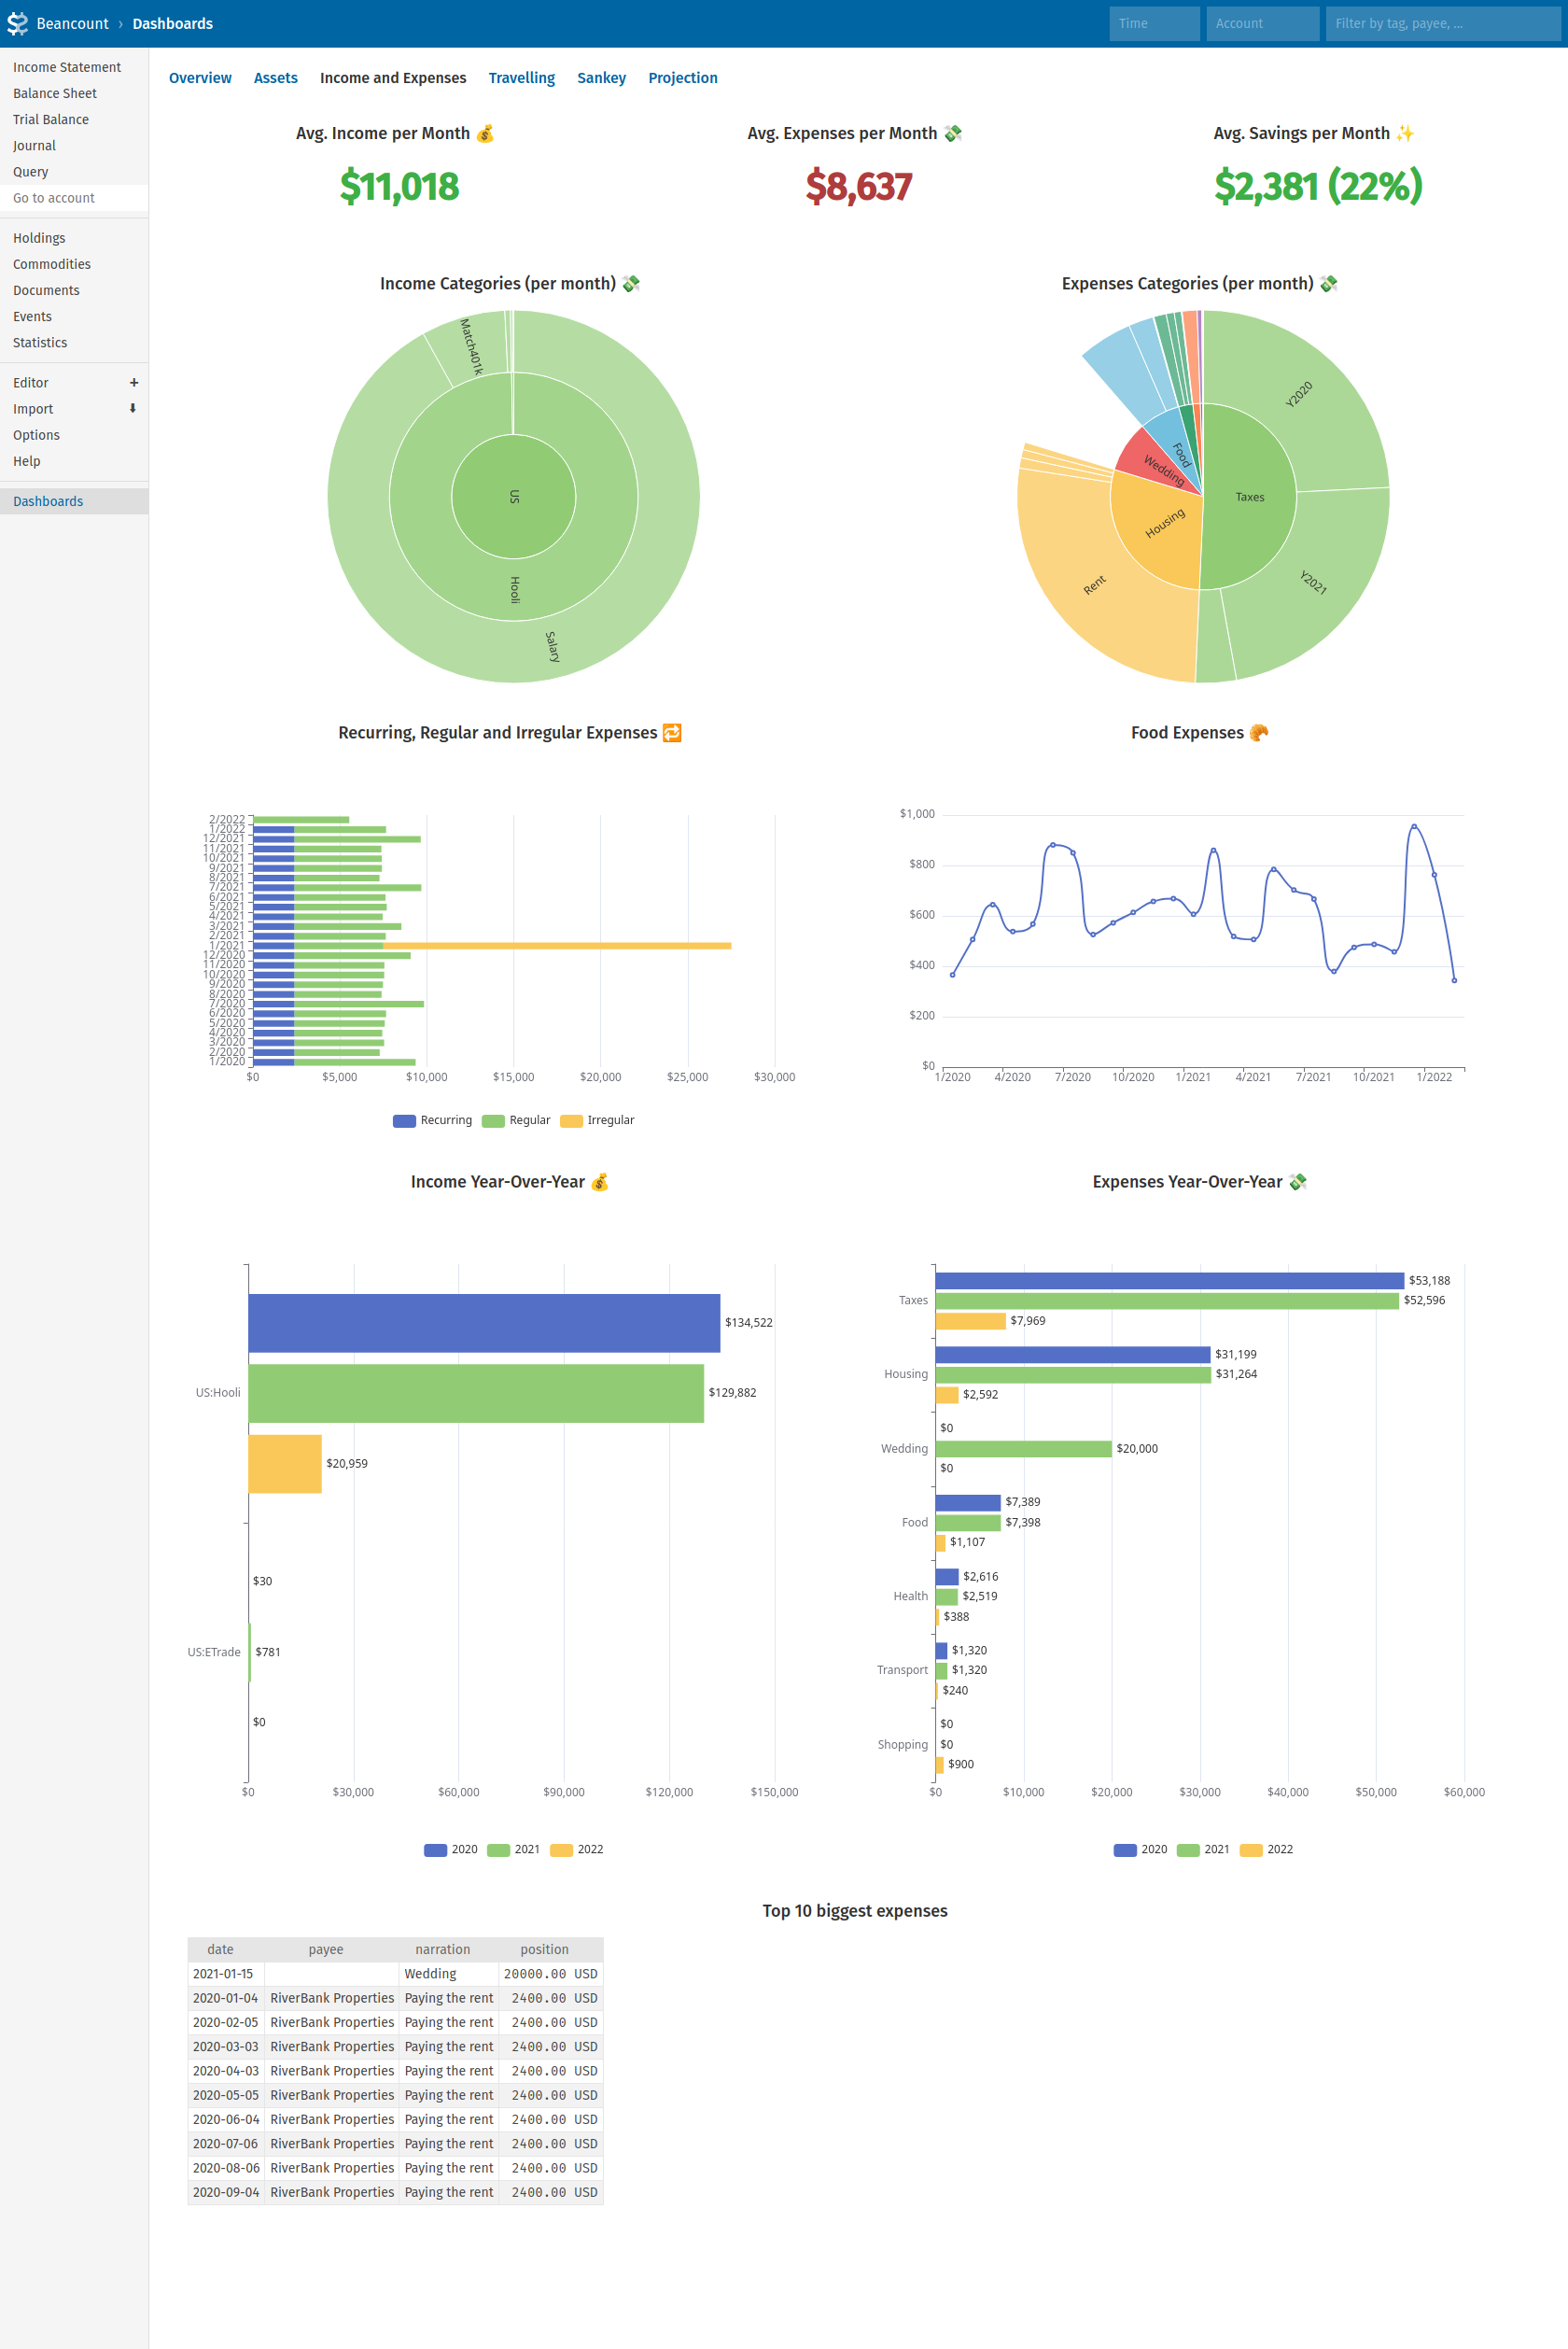 Beancount › Dashboards
Time
Account
Filter by tag, payee, ...
Income Statement
Balance Sheet
Trial Balance
Journal
Query
Go to account
Holdings
Commodities
Documents
Events
Statistics
Editor +
Import
Options
Help
Dashboards
Overview Assets Income and Expenses Travelling Sankey Projection
Avg. Income per Month 💰
$11,018
Avg. Expenses per Month 💸
$8,637
Avg. Savings per Month ✨
$2,381 (22%)
Income Categories (per month) 💸
Match401k
US
Hooli
Salary
Expenses Categories (per month) 💸
Y2020
Food
Wedding
Taxes
Housing
Rent
Y2021
Recurring, Regular and Irregular Expenses 🔁
2/2022
1/2022
12/2021
11/2021
10/2021
9/2021
8/2021
7/2021
6/2021
5/2021
4/2021
3/2021
2/2021
1/2021
12/2020
11/2020
10/2020
9/2020
8/2020
7/2020
6/2020
5/2020
4/2020
3/2020
2/2020
1/2020
$0 $5,000 $10,000 $15,000 $20,000 $25,000 $30,000
Recurring Regular Irregular
Food Expenses 🥐
$1,000
$800
$600
$400
$200
$0
1/2020 4/2020 7/2020 10/2020 1/2021 4/2021 7/2021 10/2021 1/2022
Income Year-Over-Year 💰
$134,522
US:Hooli $129,882
$20,959
$30
US:ETrade $781
$0
$0 $30,000 $60,000 $90,000 $120,000 $150,000
2020 2021 2022
Expenses Year-Over-Year 💸
$53,188
Taxes $52,596
$7,969
$31,199
Housing $31,264
$2,592
$0
Wedding $20,000
$0
$7,389
Food $7,398
$1,107
$2,616
Health $2,519
$388
$1,320
Transport $1,320
$240
$0
Shopping $0
$900
$0 $10,000 $20,000 $30,000 $40,000 $50,000 $60,000
2020 2021 2022
Top 10 biggest expenses
date payee narration position
2021-01-15 Wedding 20000.00 USD
2020-01-04 RiverBank Properties Paying the rent 2400.00 USD
2020-02-05 RiverBank Properties Paying the rent 2400.00 USD
2020-03-03 RiverBank Properties Paying the rent 2400.00 USD
2020-04-03 RiverBank Properties Paying the rent 2400.00 USD
2020-05-05 RiverBank Properties Paying the rent 2400.00 USD
2020-06-04 RiverBank Properties Paying the rent 2400.00 USD
2020-07-06 RiverBank Properties Paying the rent 2400.00 USD
2020-08-06 RiverBank Properties Paying the rent 2400.00 USD
2020-09-04 RiverBank Properties Paying the rent 2400.00 USD